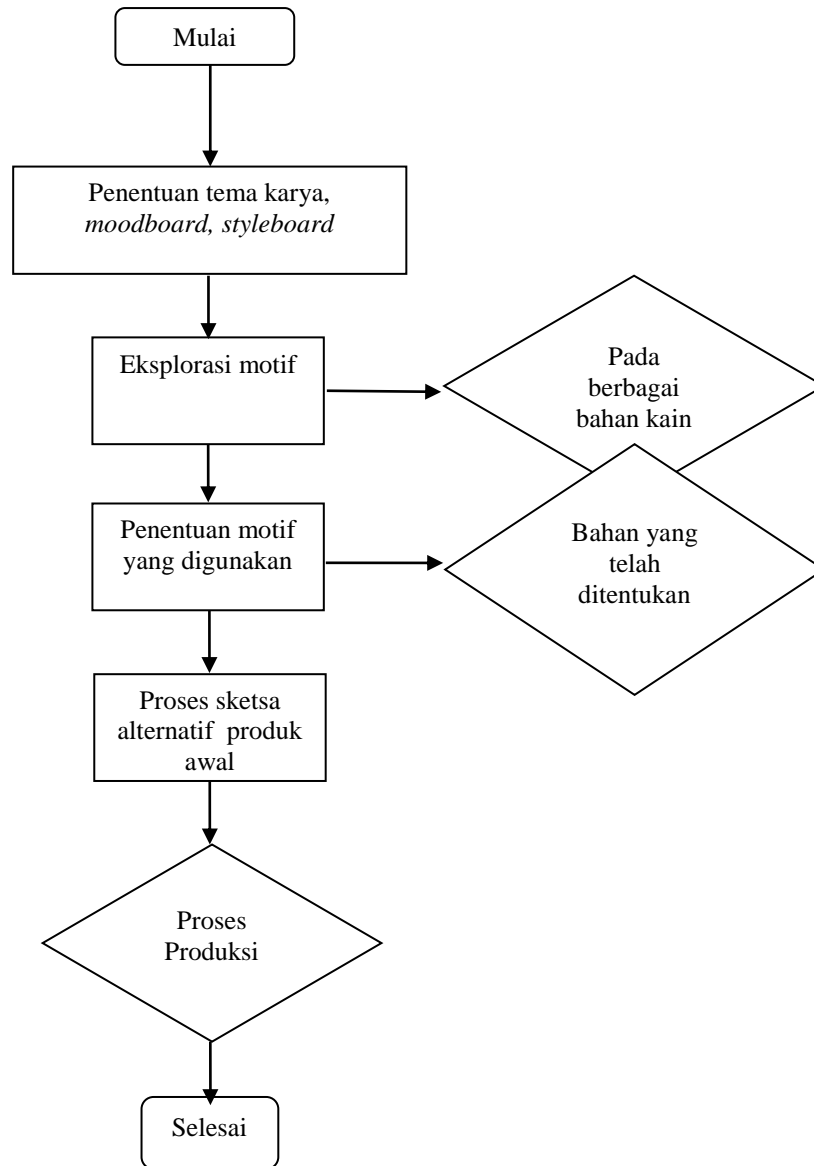 Mulai
Penentuan tema karya,
moodboard, styleboard
Eksplorasi motif
Pada
berbagai
bahan kain
Penentuan motif
yang digunakan
Bahan yang
telah
ditentukan
Proses sketsa
alternatif  produk
awal
Proses
Produksi
Selesai